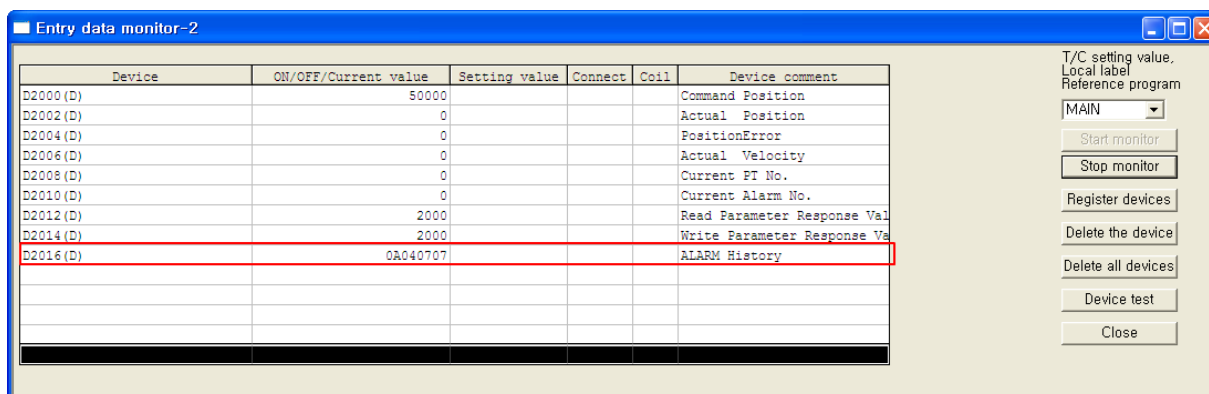 Entry data monitor-2
Device ON/OFF/Current value Setting value Connect Coil Device comment
D2000(D) 50000 Command Position
D2002(D) 0 Actual Position
D2004(D) 0 PositionError
D2006(D) 0 Actual Velocity
D2008(D) 0 Current PT No.
D2010(D) 0 Current Alarm No.
D2012(D) 2000 Read Parameter Response Val
D2014(D) 2000 Write Parameter Response Va
D2016(D) 0A040707 ALARM History
T/C setting value,
Local label
Reference program
MAIN
Start monitor
Stop monitor
Register devices
Delete the device
Delete all devices
Device test
Close